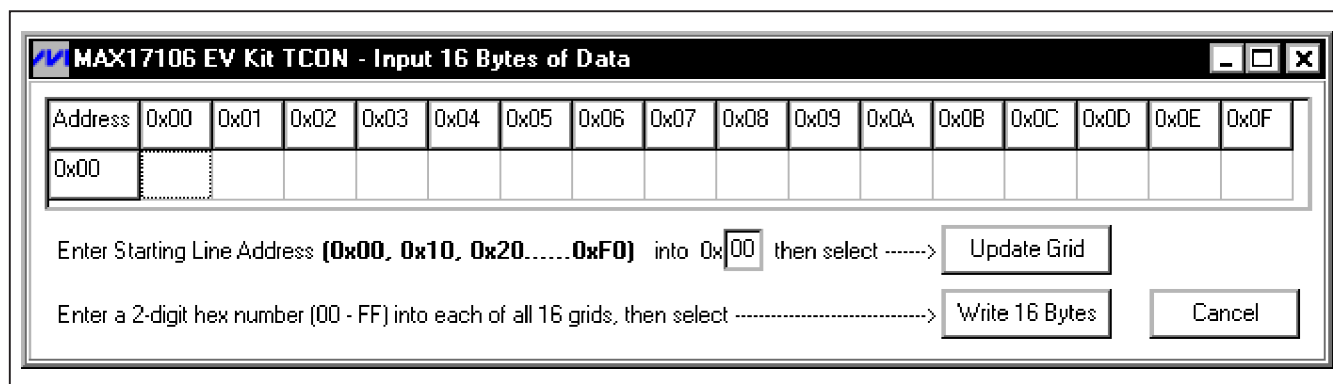 MAX17106 EV Kit TCON - Input 16 Bytes of Data
Address 0x00 0x01 0x02 0x03 0x04 0x05 0x06 0x07 0x08 0x09 0x0A 0x0B 0x0C 0x0D 0x0E 0x0F
0x00
Enter Starting Line Address (0x00, 0x10, 0x20......0xF0) into 0x 00 then select ------> Update Grid
Enter a 2-digit hex number (00 - FF) into each of all 16 grids, then select ------------------------------> Write 16 Bytes Cancel